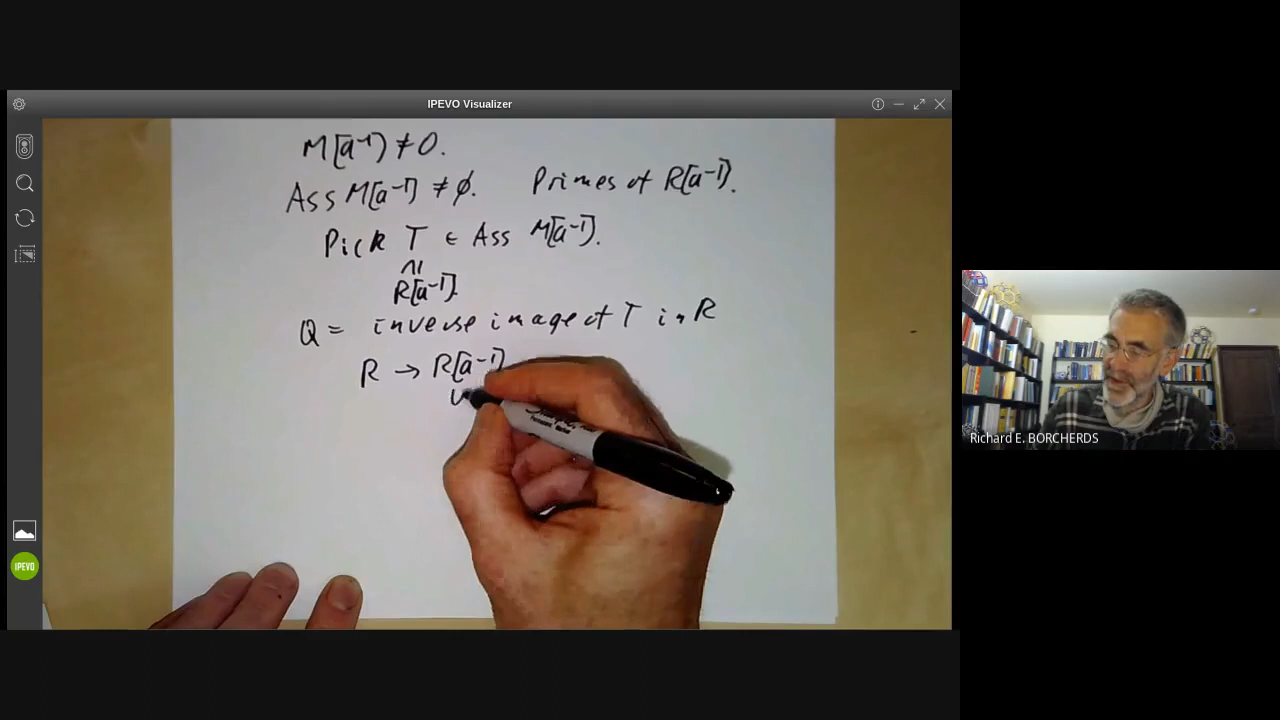 IPEVO Visualizer
M[a⁻¹] ≠ 0.
Ass M[a⁻¹] ≠ ∅. Primes of R[a⁻¹].
Pick T ∈ Ass M[a⁻¹].
∩
R[a⁻¹].
Q = inverse image of T in R
R → R[a⁻¹]
Richard E. BORCHERDS
IPEVO